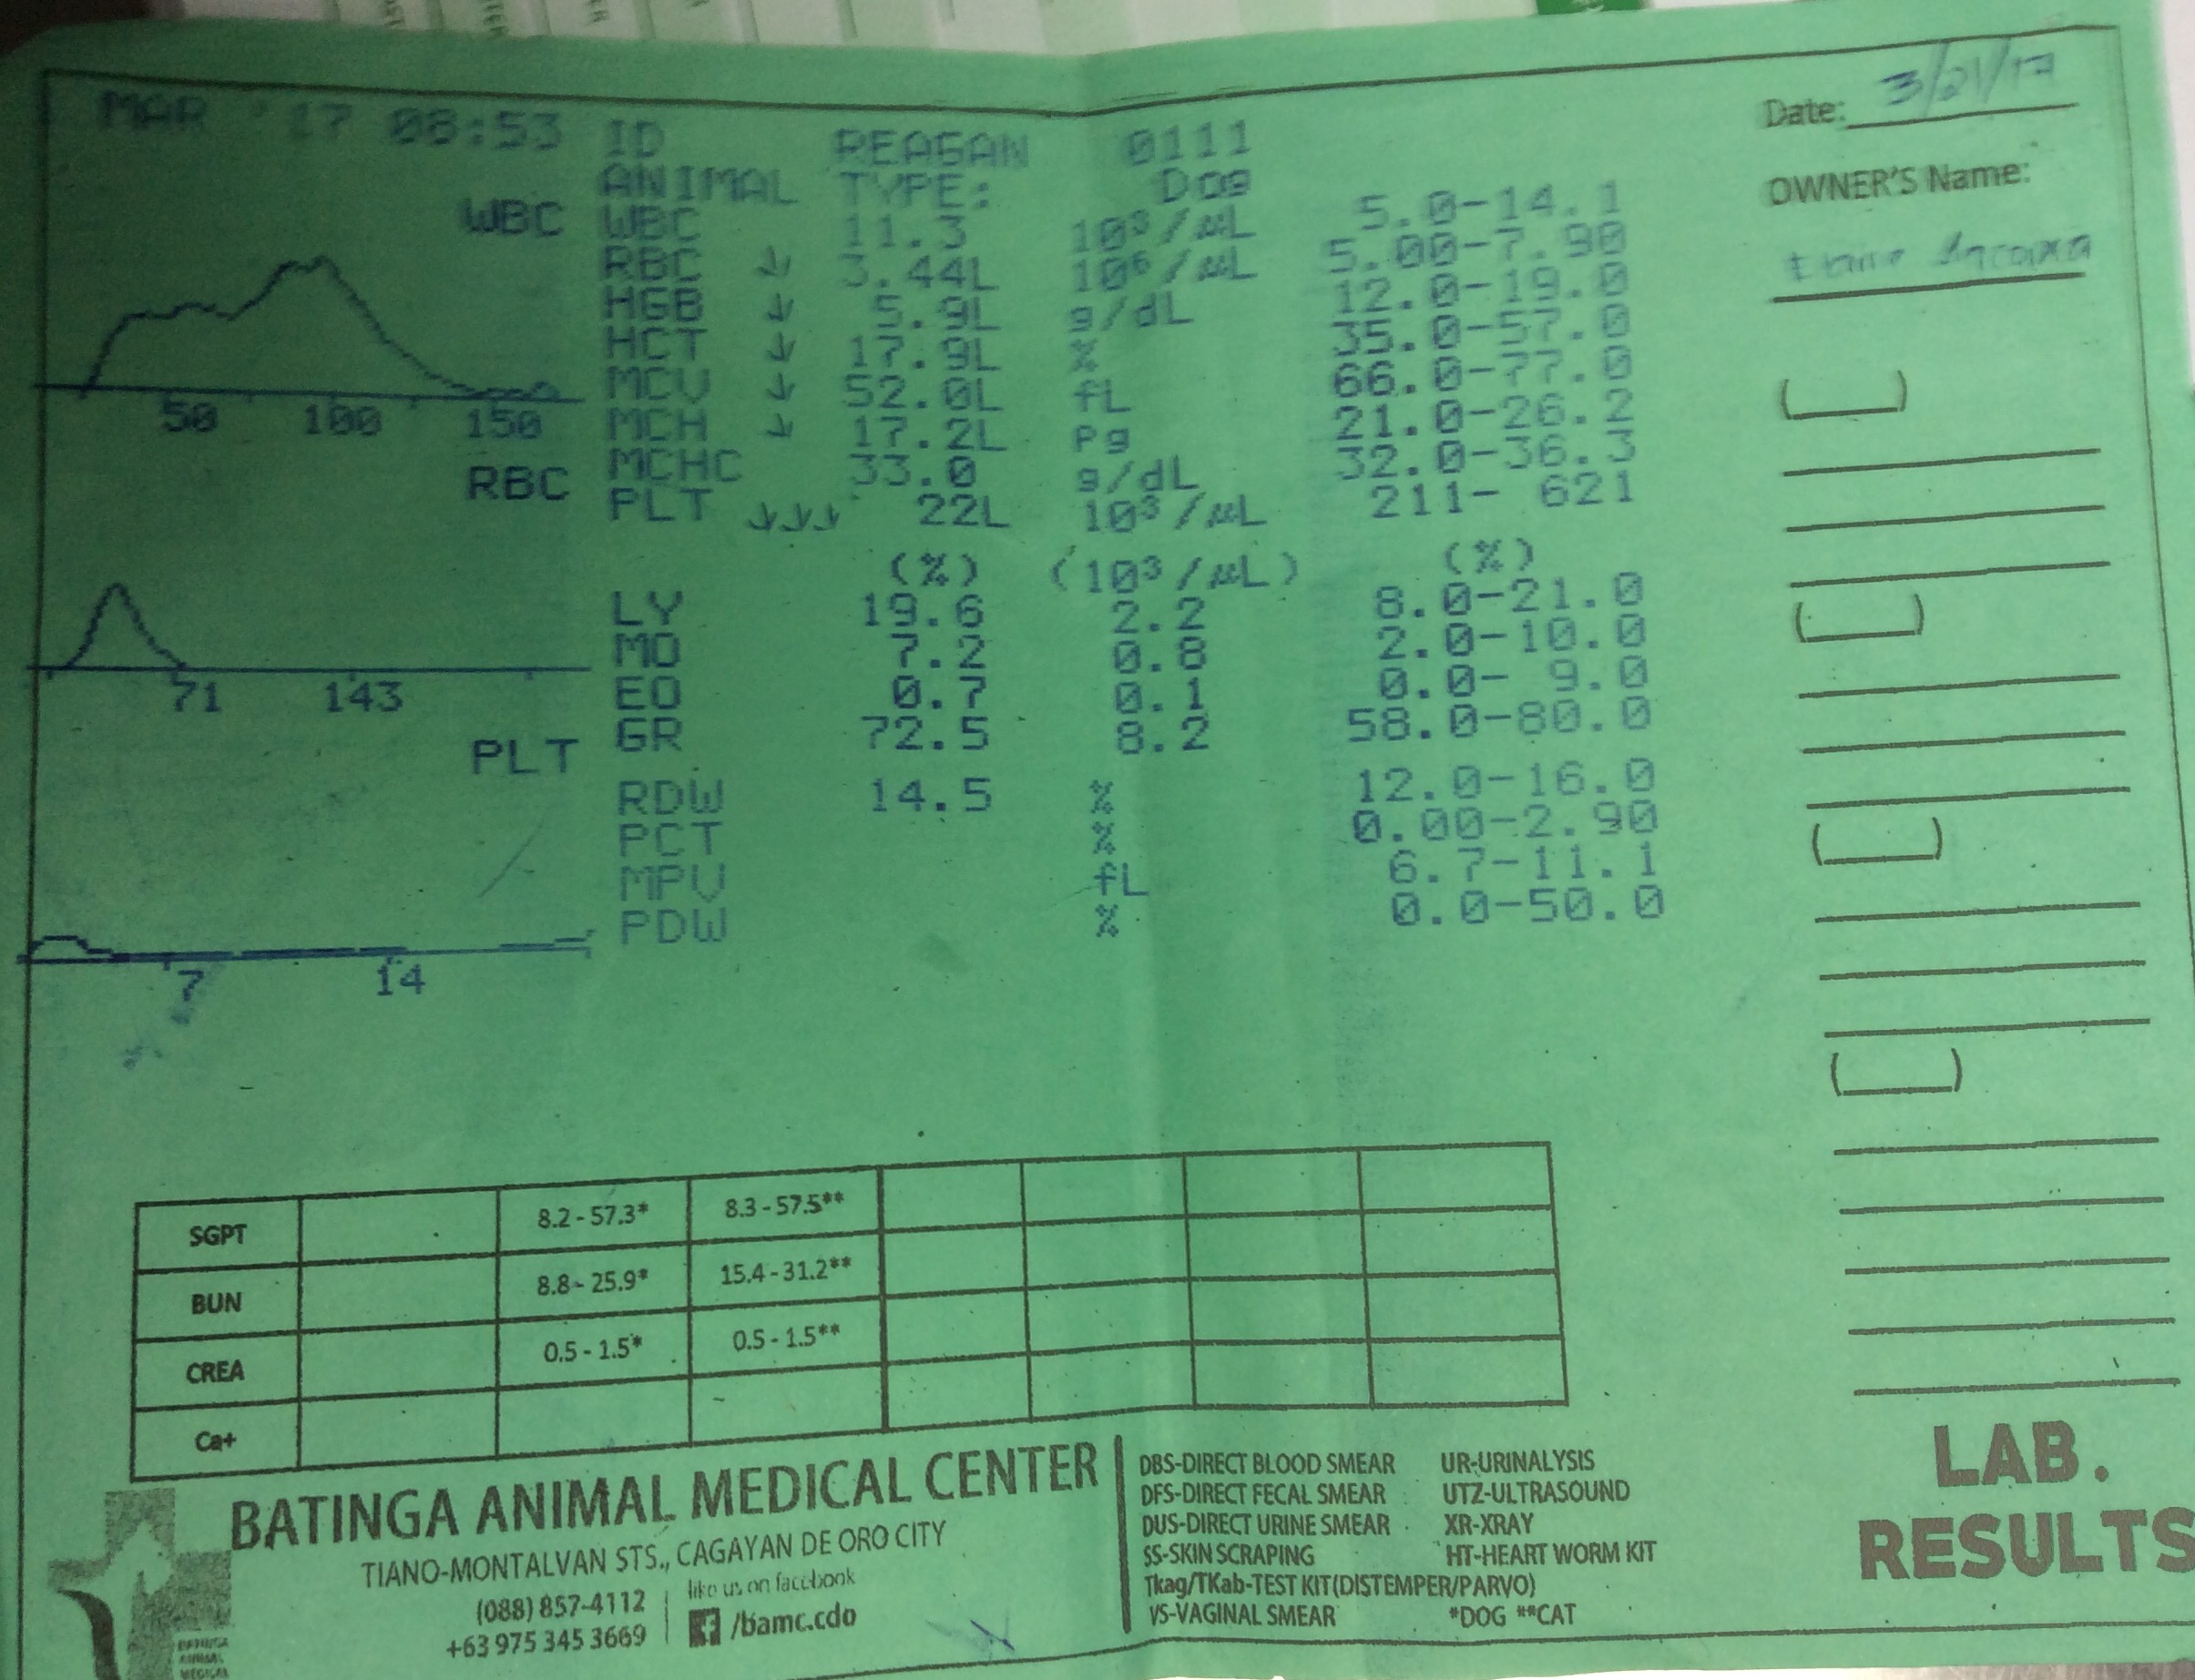 MAR '17 08:53
ID REAGAN 0111
ANIMAL TYPE: Dog
WBC 11.3 10³/µL 5.0-14.1
RBC ↓ 3.44L 10⁶/µL 5.00-7.90
HGB ↓ 5.9L g/dL 12.0-19.0
HCT ↓ 17.9L % 35.0-57.0
MCV ↓ 52.0L fL 66.0-77.0
MCH ↓ 17.2L Pg 21.0-26.2
MCHC 33.0 g/dL 32.0-36.3
PLT ↓↓↓ 22L 10³/µL 211- 621
(%) (10³/µL) (%)
LY 19.6 2.2 8.0-21.0
MO 7.2 0.8 2.0-10.0
EO 0.7 0.1 0.0- 9.0
GR 72.5 8.2 58.0-80.0
RDW 14.5 % 12.0-16.0
PCT % 0.00-2.90
MPV fL 6.7-11.1
PDW % 0.0-50.0
WBC
50 100 150
RBC
71 143
PLT
7 14
Date: 3/21/17
OWNER'S Name:
SGPT 8.2 - 57.3* 8.3 - 57.5**
BUN 8.8 - 25.9* 15.4 - 31.2**
CREA 0.5 - 1.5* 0.5 - 1.5**
Ca+
BATINGA ANIMAL MEDICAL CENTER
TIANO-MONTALVAN STS., CAGAYAN DE ORO CITY
(088) 857-4112
+63 975 345 3669
like us on facebook
/bamc.cdo
BATINGA
ANIMAL
MEDICAL
DBS-DIRECT BLOOD SMEAR UR-URINALYSIS
DFS-DIRECT FECAL SMEAR UTZ-ULTRASOUND
DUS-DIRECT URINE SMEAR XR-XRAY
SS-SKIN SCRAPING HT-HEART WORM KIT
Tkag/TKab-TEST KIT(DISTEMPER/PARVO)
VS-VAGINAL SMEAR *DOG **CAT
LAB.
RESULTS